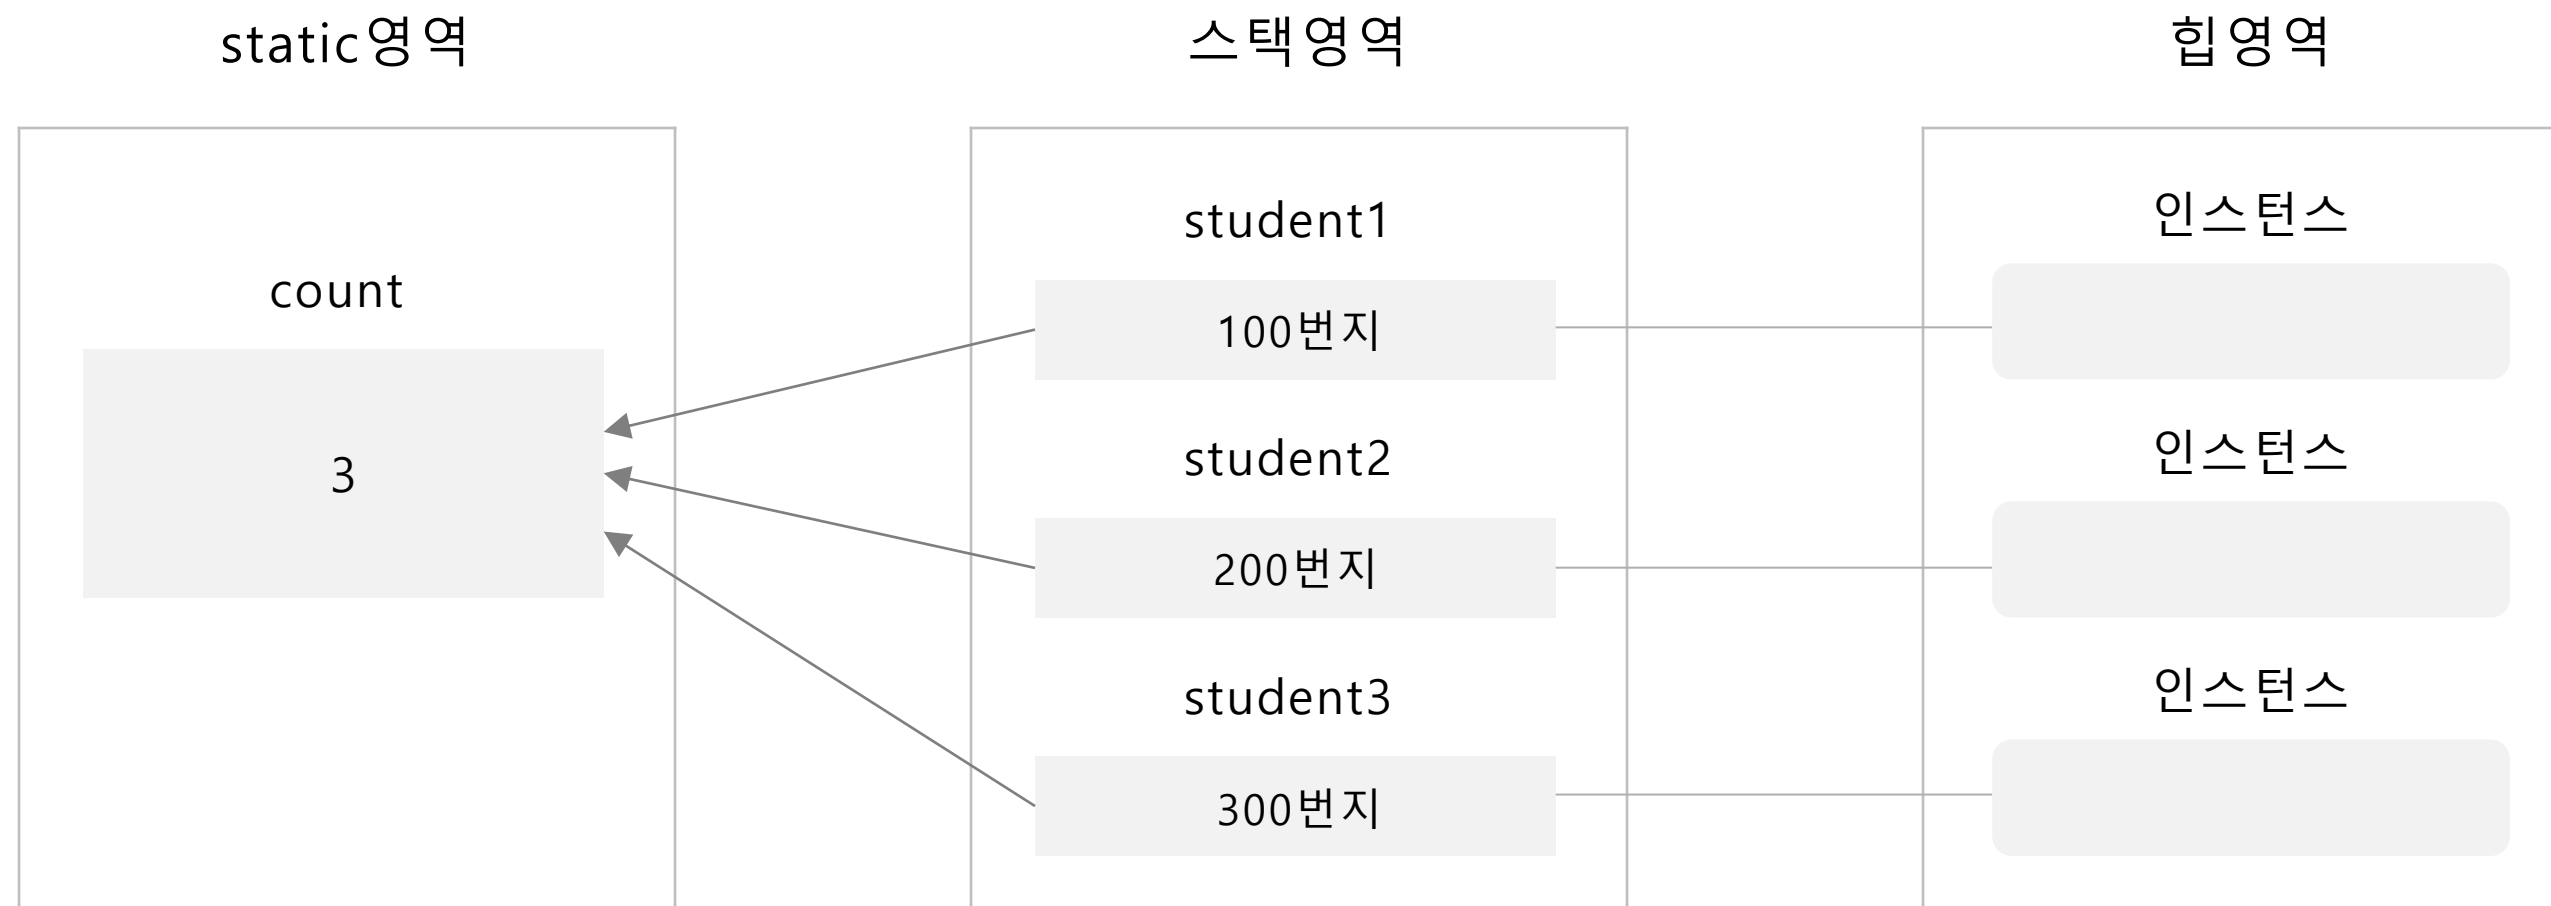 static영역
스택영역
힙영역
count
3
student1
100번지
student2
200번지
student3
300번지
인스턴스
인스턴스
인스턴스